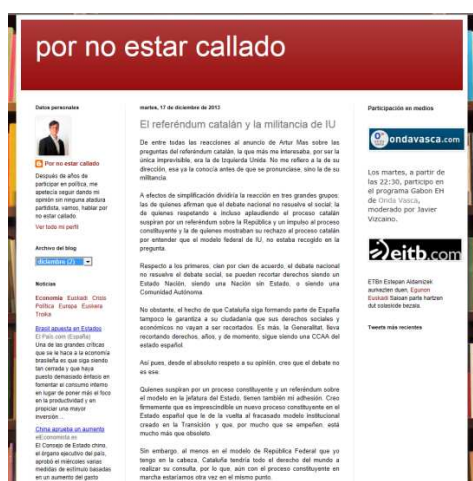 por no estar callado
Datos personales
Por no estar callado
Después de años de
participar en política, me
apetecía seguir dando mi
opinión sin ninguna atadura
partidista, vamos, hablar por
no estar callado.
Ver todo mi perfil
Archivo del blog
diciembre (2)
Noticias
Economía Euskadi Crisis
Política Europa Euskera
Troika
Brasil apuesta en Estados
El País.com (España)
Una de las grandes críticas
que se le hace a la economía
brasileña es que siga siendo
tan cerrada y que haya
puesto demasiado énfasis en
fomentar el consumo interno
en lugar de poner más el foco
en la productividad y en
propiciar una mayor
inversión ...
China aprueba un aumento
elEconomista.es
El Consejo de Estado chino,
el órgano ejecutivo del país,
aprobó el miércoles varias
medidas de estímulo basadas
en un aumento del gasto
martes, 17 de diciembre de 2013
El referéndum catalán y la militancia de IU
De entre todas las reacciones al anuncio de Artur Mas sobre las
preguntas del referéndum catalán, la que más me interesaba, por ser la
única imprevisible, era la de Izquierda Unida. No me refiero a la de su
dirección, ésa ya la conocía antes de que se pronunciase, sino la de su
militancia.
A efectos de simplificación dividiría la reacción en tres grandes grupos;
las de quienes afirman que el debate nacional no resuelve el social; la
de quienes respetando e incluso aplaudiendo el proceso catalán
suspiran por un referéndum sobre la República y un impulso al proceso
constituyente y la de quienes mostraban su rechazo al proceso catalán
por entender que el modelo federal de IU, no estaba recogido en la
pregunta.
Respecto a los primeros, cien por cien de acuerdo; el debate nacional
no resuelve el debate social, se pueden recortar derechos siendo un
Estado Nación, siendo una Nación sin Estado, o siendo una
Comunidad Autónoma.
No obstante, el hecho de que Cataluña siga formando parte de España
tampoco le garantiza a su ciudadanía que sus derechos sociales y
económicos no vayan a ser recortados. Es más, la Generalitat, lleva
recortando derechos, años, y de momento, sigue siendo una CCAA del
estado español.
Así pues, desde el absoluto respeto a su opinión, creo que el debate no
es ese.
Quienes suspiran por un proceso constituyente y un referéndum sobre
el modelo en la jefatura del Estado, tienen también mi adhesión. Creo
firmemente que es imprescindible un nuevo proceso constituyente en el
Estado español que le de la vuelta al fracasado modelo institucional
creado en la Transición y que, por mucho que se empeñen, está
mucho más que obsoleto.
Sin embargo, al menos en el modelo de República Federal que yo
tengo en la cabeza, Cataluña tendría todo el derecho del mundo a
realizar su consulta, por lo que, aún con el proceso constituyente en
marcha estaríamos otra vez en el mismo punto.
Participación en medios
ondavasca.com
Los martes, a partir de
las 22:30, participo en
el programa Gabon EH
de Onda Vasca,
moderado por Javier
Vizcaino.
eitb.com
ETBn Estepan Aldamizek
aurkezten duen, Egunon
Euskadi Saioan parte hartzen
dut ostasiote bezala.
Tweets más recientes